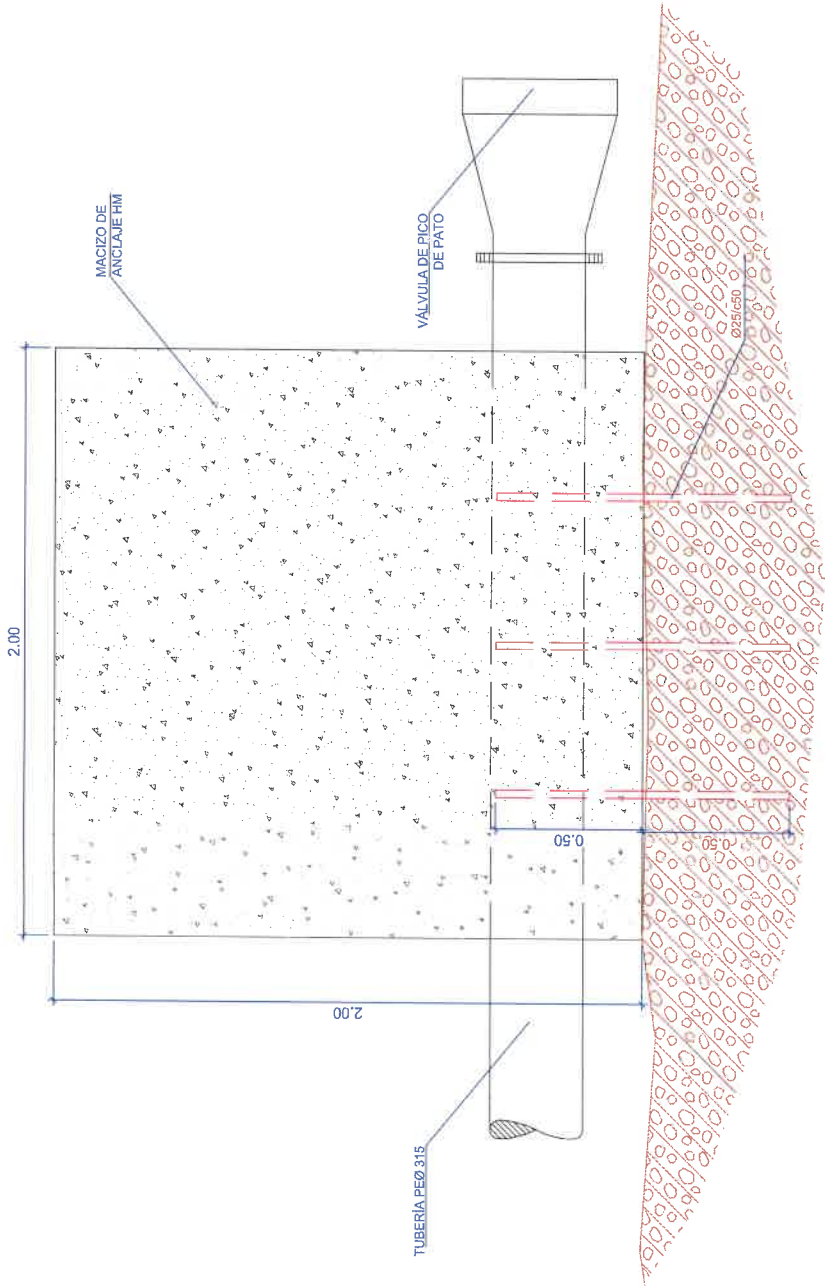 2.00
MACIZO DE
ANCLAJE HM
VÁLVULA DE PICO
DE PATO
2.00
0.50
0.50
Ø25/c50
TUBERÍA PEØ 315